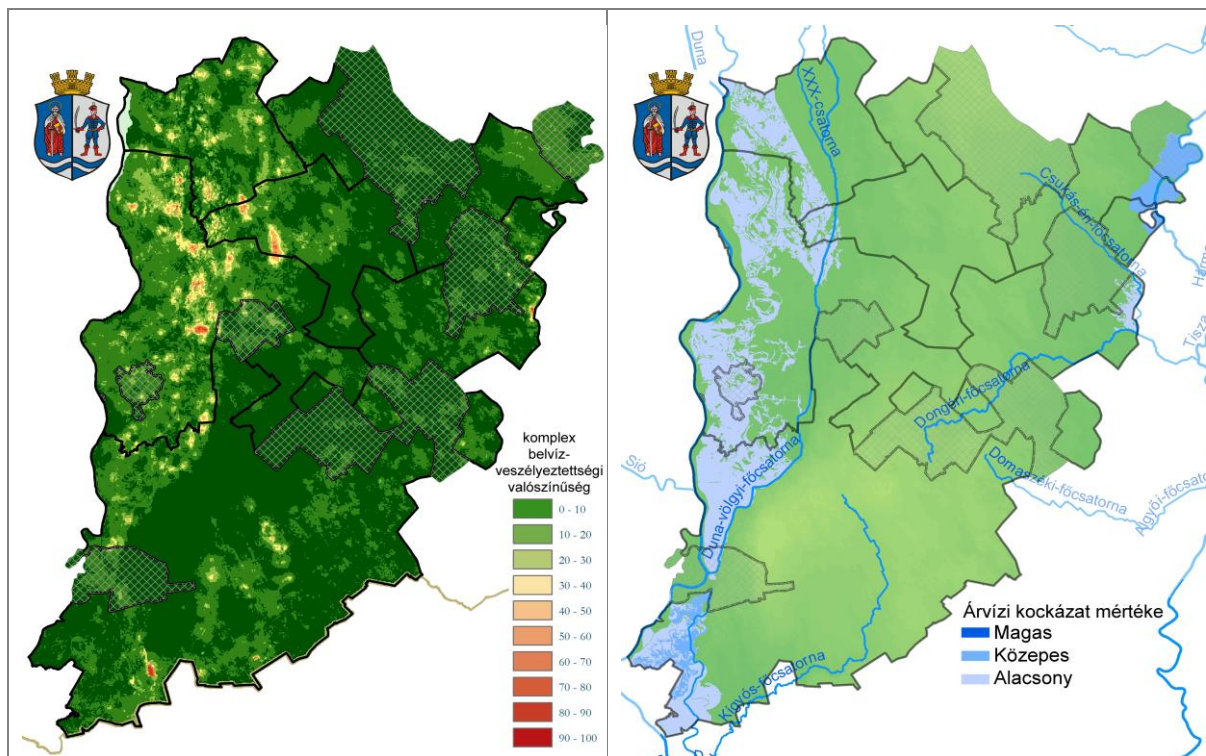 komplex
belvíz-
veszélyeztettségi
valószínűség
0 - 10
10 - 20
20 - 30
30 - 40
40 - 50
50 - 60
60 - 70
70 - 80
80 - 90
90 - 100
Duna
XXX-csatorna
Csukás-éri-főcsatorna
Tisza
Dongéri-főcsatorna
Domaszéki-főcsatorna
Sió
Duna-völgyi-főcsatorna
Kígyós-főcsatorna
Árvízi kockázat mértéke
Magas
Közepes
Alacsony